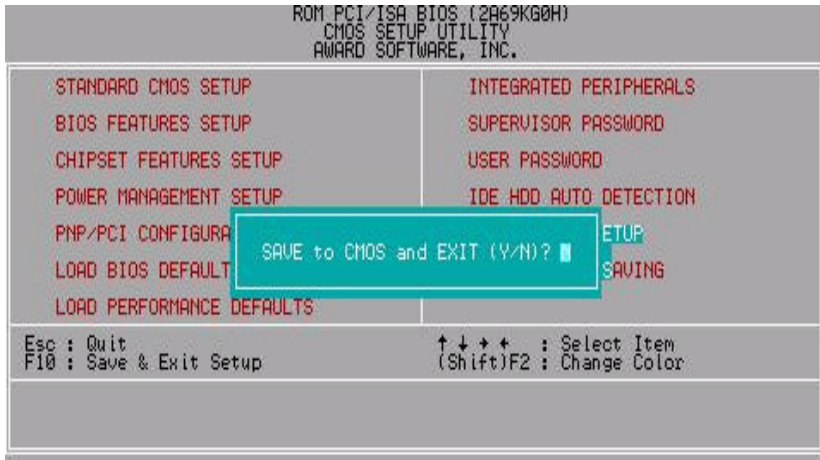 ROM PCI/ISA BIOS (2A69KG0H)
CMOS SETUP UTILITY
AWARD SOFTWARE, INC.
STANDARD CMOS SETUP
BIOS FEATURES SETUP
CHIPSET FEATURES SETUP
POWER MANAGEMENT SETUP
PNP/PCI CONFIGURA
LOAD BIOS DEFAULT
LOAD PERFORMANCE DEFAULTS
INTEGRATED PERIPHERALS
SUPERVISOR PASSWORD
USER PASSWORD
IDE HDD AUTO DETECTION
ETUP
SAVING
SAVE to CMOS and EXIT (Y/N)? N
Esc : Quit
F10 : Save & Exit Setup
↑ ↓ → ← : Select Item
(Shift)F2 : Change Color